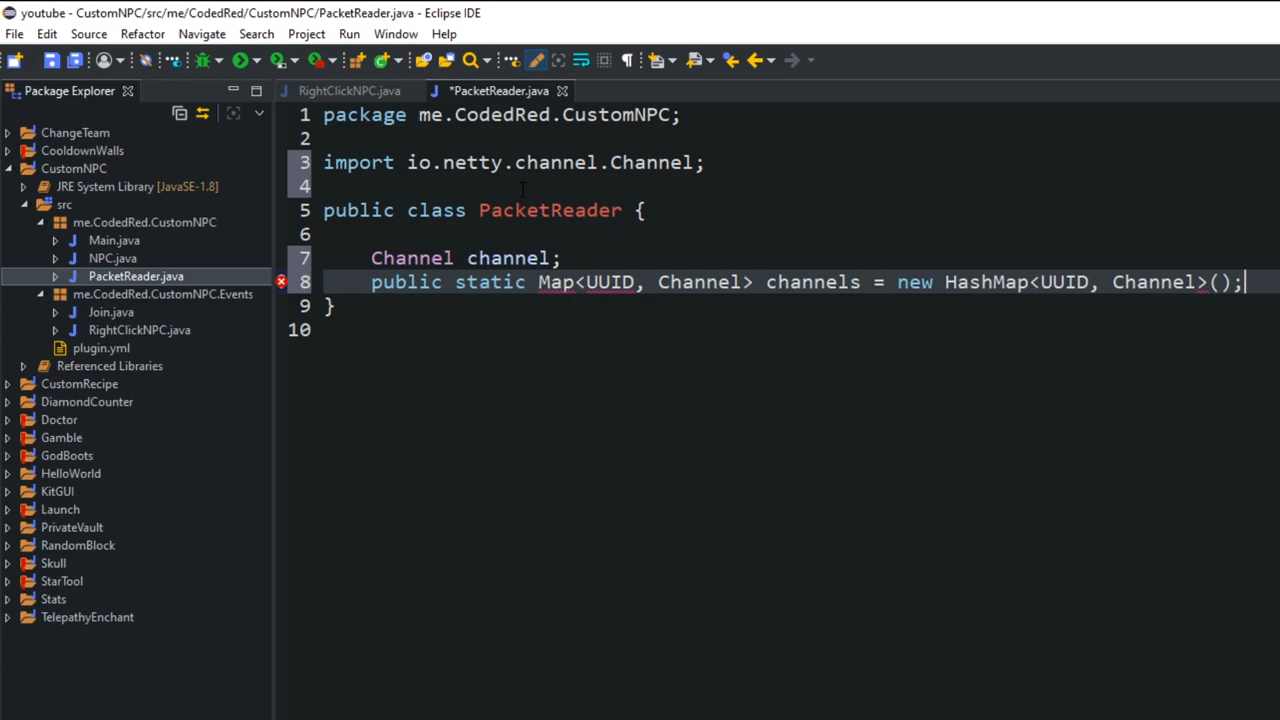 youtube - CustomNPC/src/me/CodedRed/CustomNPC/PacketReader.java - Eclipse IDE
File Edit Source Refactor Navigate Search Project Run Window Help
Package Explorer
RightClickNPC.java
*PacketReader.java
ChangeTeam
CooldownWalls
CustomNPC
JRE System Library [JavaSE-1.8]
src
me.CodedRed.CustomNPC
Main.java
NPC.java
PacketReader.java
me.CodedRed.CustomNPC.Events
Join.java
RightClickNPC.java
plugin.yml
Referenced Libraries
CustomRecipe
DiamondCounter
Doctor
Gamble
GodBoots
HelloWorld
KitGUI
Launch
PrivateVault
RandomBlock
Skull
StarTool
Stats
TelepathyEnchant
1 package me.CodedRed.CustomNPC;
2
3 import io.netty.channel.Channel;
4
5 public class PacketReader {
6
7 Channel channel;
8 public static Map<UUID, Channel> channels = new HashMap<UUID, Channel>();
9 }
10